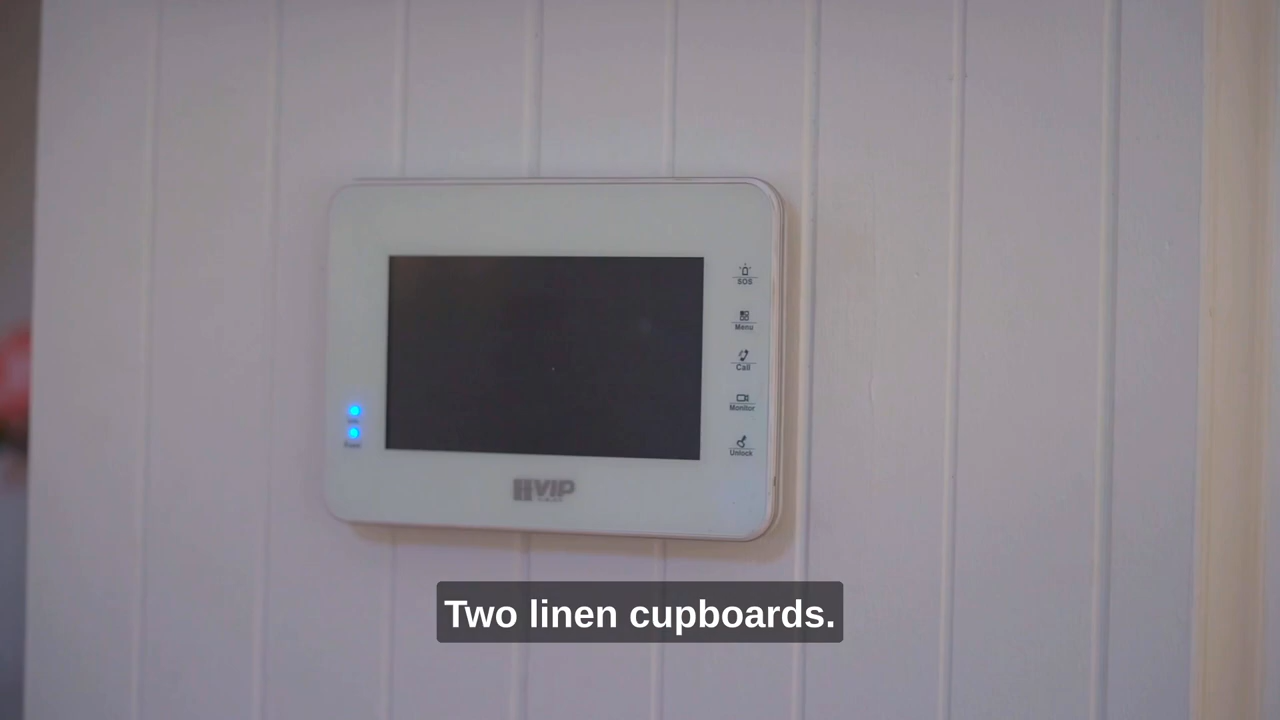 SOS
Menu
Call
Monitor
Unlock
VIP
Two linen cupboards.